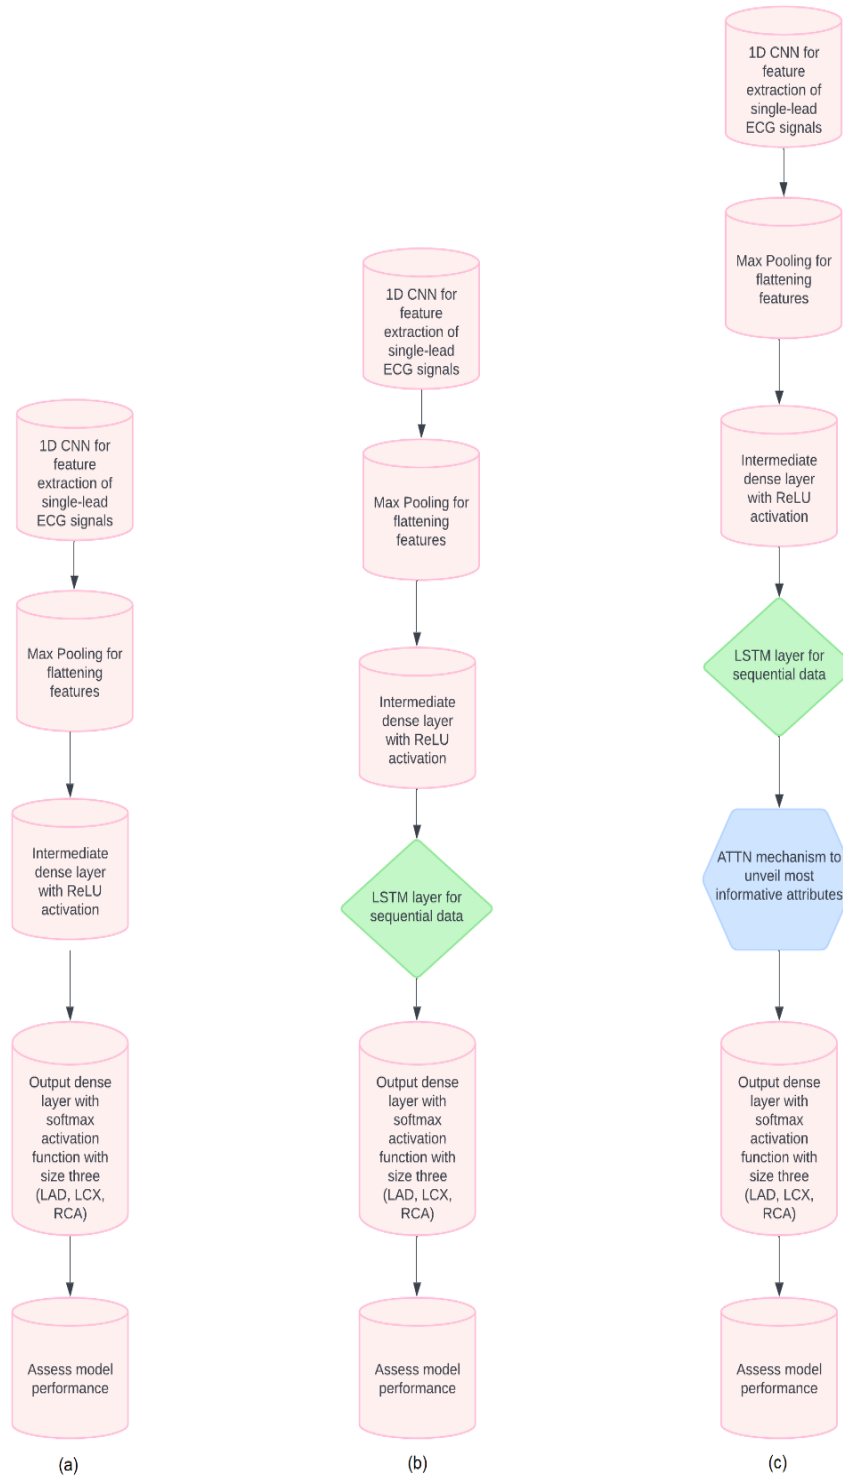 1D CNN for
feature
extraction of
single-lead
ECG signals
Max Pooling for
flattening
features
Intermediate
dense layer
with ReLU
activation
Output dense
layer with
softmax
activation
function with
size three
(LAD, LCX,
RCA)
Assess model
performance
(a)
1D CNN for
feature
extraction of
single-lead
ECG signals
Max Pooling for
flattening
features
Intermediate
dense layer
with ReLU
activation
LSTM layer for
sequential data
Output dense
layer with
softmax
activation
function with
size three
(LAD, LCX,
RCA)
Assess model
performance
(b)
1D CNN for
feature
extraction of
single-lead
ECG signals
Max Pooling for
flattening
features
Intermediate
dense layer
with ReLU
activation
LSTM layer for
sequential data
ATTN mechanism to
unveil most
informative attributes
Output dense
layer with
softmax
activation
function with
size three
(LAD, LCX,
RCA)
Assess model
performance
(c)